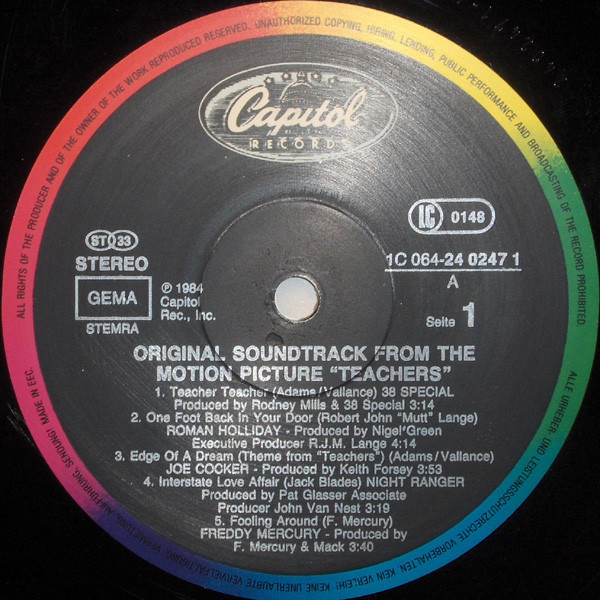 ALL RIGHTS OF THE PRODUCER AND OF THE OWNER OF THE WORK REPRODUCED RESERVED. UNAUTHORIZED COPYING, HIRING, LENDING, PUBLIC PERFORMANCE AND BROADCASTING OF THE RECORD PROHIBITED.
Capitol
RECORDS
LC 0148
ST 33
STEREO
GEMA
STEMRA
℗ 1984
Capitol
Rec., Inc.
1C 064-24 0247 1
A
Seite 1
ORIGINAL SOUNDTRACK FROM THE
MOTION PICTURE "TEACHERS"
1. Teacher Teacher (Adams/Vallance) 38 SPECIAL
Produced by Rodney Mills & 38 Special 3:14
2. One Foot Back In Your Door (Robert John "Mutt" Lange)
ROMAN HOLLIDAY - Produced by Nigel Green
Executive Producer R.J.M. Lange 4:14
3. Edge Of A Dream (Theme from "Teachers") (Adams/Vallance)
JOE COCKER - Produced by Keith Forsey 3:53
4. Interstate Love Affair (Jack Blades) NIGHT RANGER
Produced by Pat Glasser Associate
Producer John Van Nest 3:19
5. Fooling Around (F. Mercury)
FREDDY MERCURY - Produced by
F. Mercury & Mack 3:40
ALLE URHEBER- UND LEISTUNGSSCHUTZRECHTE VORBEHALTEN. KEIN VERLEIH! KEINE UNERLAUBTE VERVIELFÄLTIGUNG, VERMIETUNG, AUFFÜHRUNG, SENDUNG! MADE IN EEC.